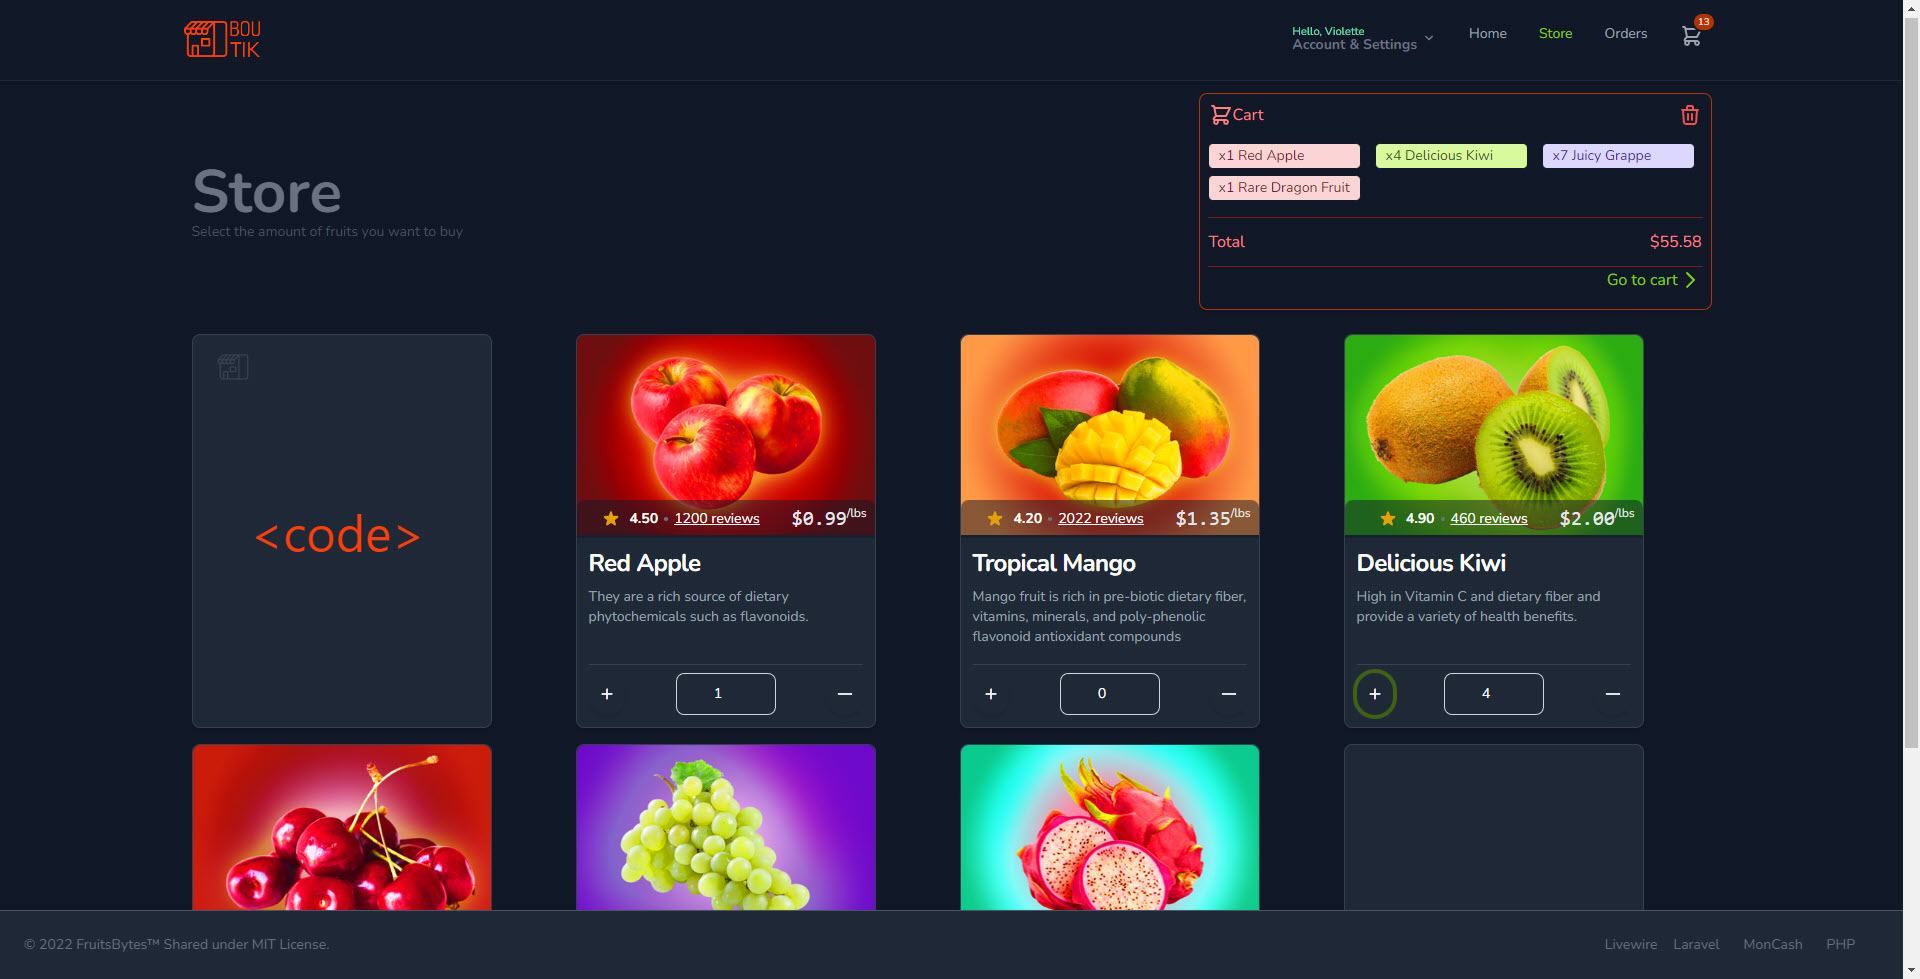 BOU
TIK
Hello, Violette
Account & Settings
Home
Store
Orders
13
Cart
x1 Red Apple
x4 Delicious Kiwi
x7 Juicy Grappe
x1 Rare Dragon Fruit
Total
$55.58
Go to cart
Store
Select the amount of fruits you want to buy
<code>
4.50 • 1200 reviews
$0.99/lbs
Red Apple
They are a rich source of dietary
phytochemicals such as flavonoids.
+
1
—
4.20 • 2022 reviews
$1.35/lbs
Tropical Mango
Mango fruit is rich in pre-biotic dietary fiber,
vitamins, minerals, and poly-phenolic
flavonoid antioxidant compounds
+
0
—
4.90 • 460 reviews
$2.00/lbs
Delicious Kiwi
High in Vitamin C and dietary fiber and
provide a variety of health benefits.
+
4
—
© 2022 FruitsBytes™ Shared under MIT License.
Livewire
Laravel
MonCash
PHP